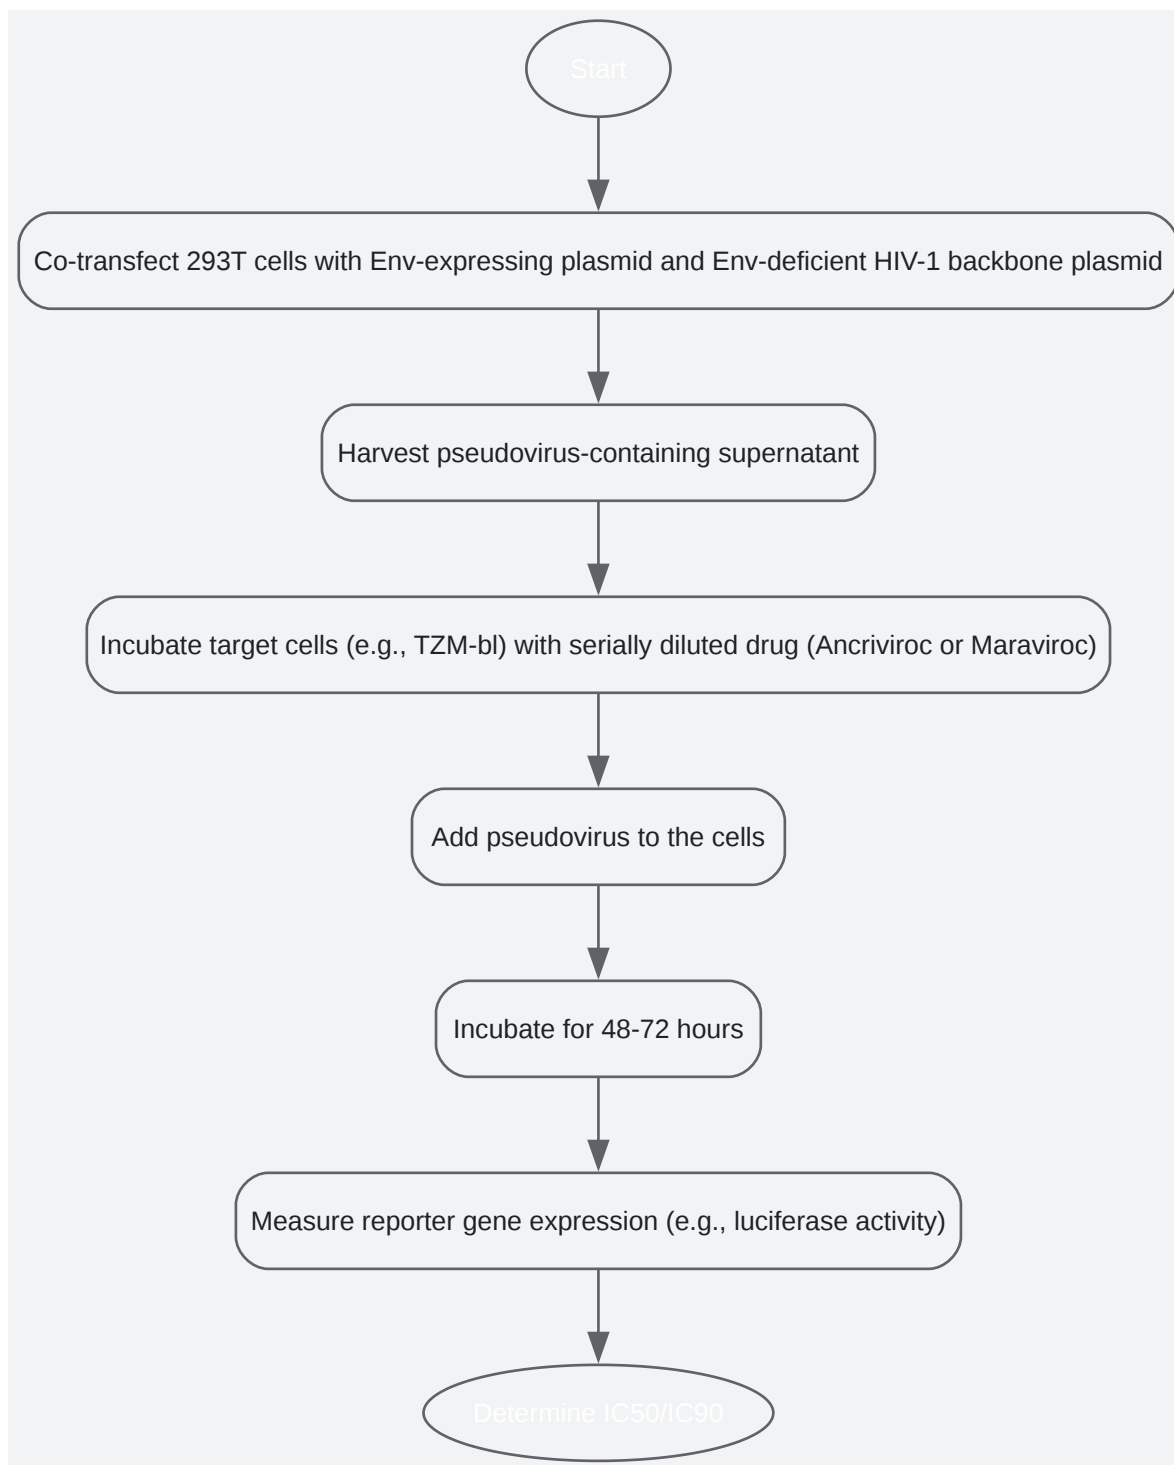 Start
Co-transfect 293T cells with Env-expressing plasmid and Env-deficient HIV-1 backbone plasmid
Harvest pseudovirus-containing supernatant
Incubate target cells (e.g., TZM-bl) with serially diluted drug (Ancriviroc or Maraviroc)
Add pseudovirus to the cells
Incubate for 48-72 hours
Measure reporter gene expression (e.g., luciferase activity)
Determine IC50/IC90